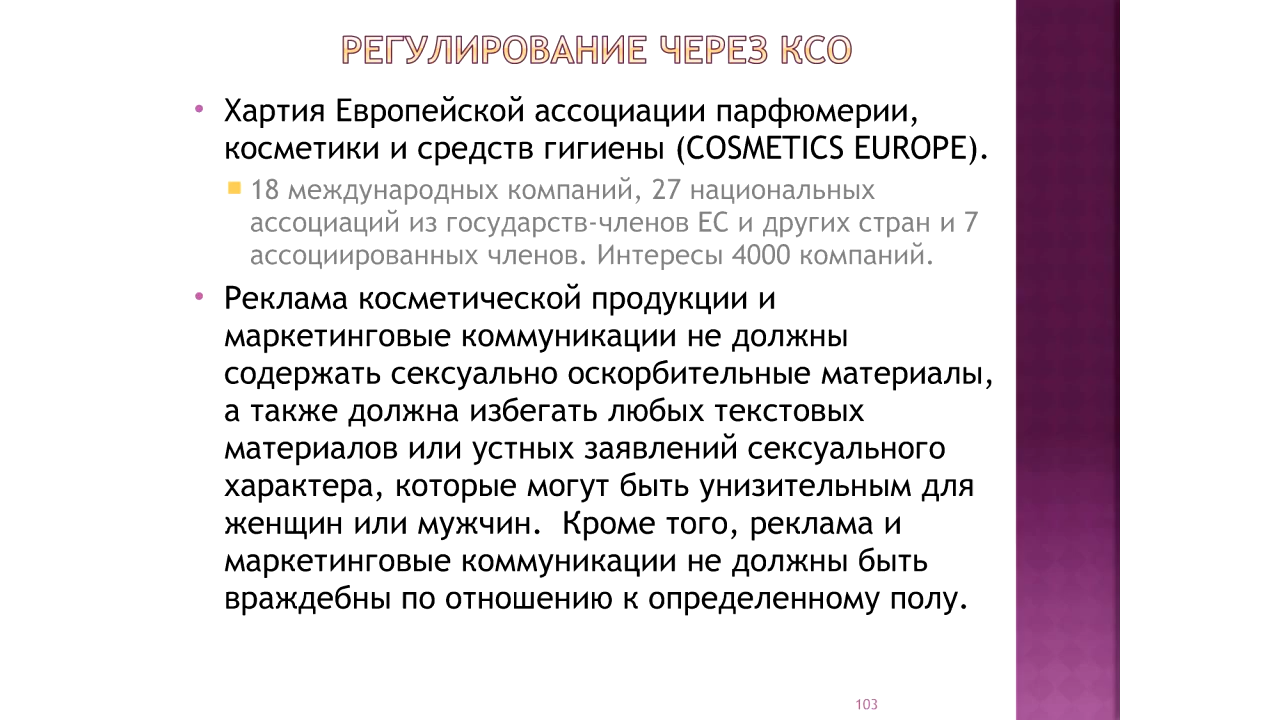 РЕГУЛИРОВАНИЕ ЧЕРЕЗ КСО
• Хартия Европейской ассоциации парфюмерии,
косметики и средств гигиены (COSMETICS EUROPE).
18 международных компаний, 27 национальных
ассоциаций из государств-членов ЕС и других стран и 7
ассоциированных членов. Интересы 4000 компаний.
• Реклама косметической продукции и
маркетинговые коммуникации не должны
содержать сексуально оскорбительные материалы,
а также должна избегать любых текстовых
материалов или устных заявлений сексуального
характера, которые могут быть унизительным для
женщин или мужчин.  Кроме того, реклама и
маркетинговые коммуникации не должны быть
враждебны по отношению к определенному полу.
103